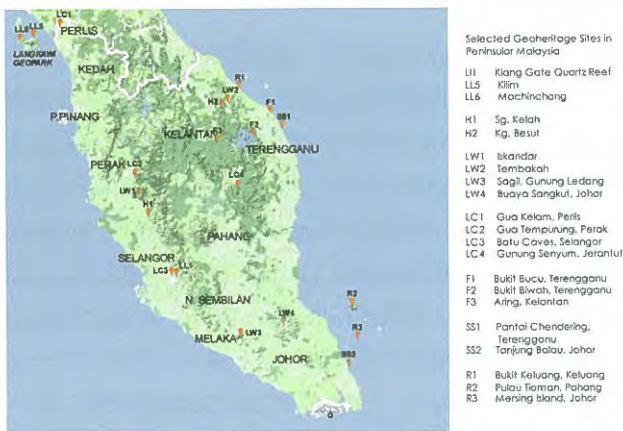 LC1
PERLIS
LL6
LL5
LANGKAWI
GEOPARK
KEDAH
R1
LW2
H2
F1
P.PINANG
SS1
F2
KELANTAN
F3
TERENGGANU
PERAK
LC2
LC4
LW1
H1
PAHANG
SELANGOR
LC3
LL1
N. SEMBILAN
R2
LW4
LW3
MELAKA
R3
JOHOR
SS2
Selected Geoheritage Sites in
Peninsular Malaysia
LL1 Klang Gate Quartz Reef
LL5 Kilim
LL6 Machinchang
H1 Sg. Kelah
H2 Kg. Besut
LW1 Iskandar
LW2 Tembakah
LW3 Sagil, Gunung Ledang
LW4 Buaya Sangkut, Johor
LC1 Gua Kelam, Perlis
LC2 Gua Tempurung, Perak
LC3 Batu Caves, Selangor
LC4 Gunung Senyum, Jerantut
F1 Bukit Bucu, Terengganu
F2 Bukit Biwah, Terengganu
F3 Aring, Kelantan
SS1 Pantai Chendering,
Terengganu
SS2 Tanjung Balau, Johor
R1 Bukit Keluang, Keluang
R2 Pulau Tioman, Pahang
R3 Mersing Island, Johor